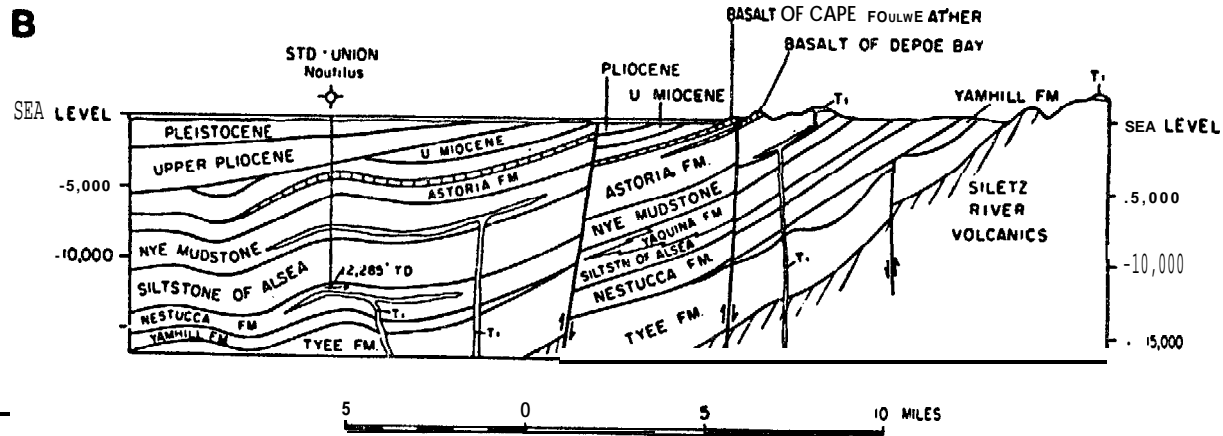 B
BASALT OF CAPE FOULWEATHER
BASALT OF DEPOE BAY
STD · UNION
Nautilus
PLIOCENE
U MIOCENE
T₁
YAMHILL FM
T₁
SEA LEVEL
SEA LEVEL
PLEISTOCENE
UPPER PLIOCENE
U MIOCENE
ASTORIA FM
ASTORIA FM.
-5,000
.5,000
SILETZ
RIVER
VOLCANICS
NYE MUDSTONE
NYE MUDSTONE
YAQUINA FM
SILTSTN OF ALSEA
NESTUCCA FM.
-10,000
-10,000
SILTSTONE OF ALSEA
12,285' TD
T₁
NESTUCCA FM
YAMHILL FM
T₁
T₁
TYEE FM.
TYEE FM.
. 15,000
5 0 5 10 MILES